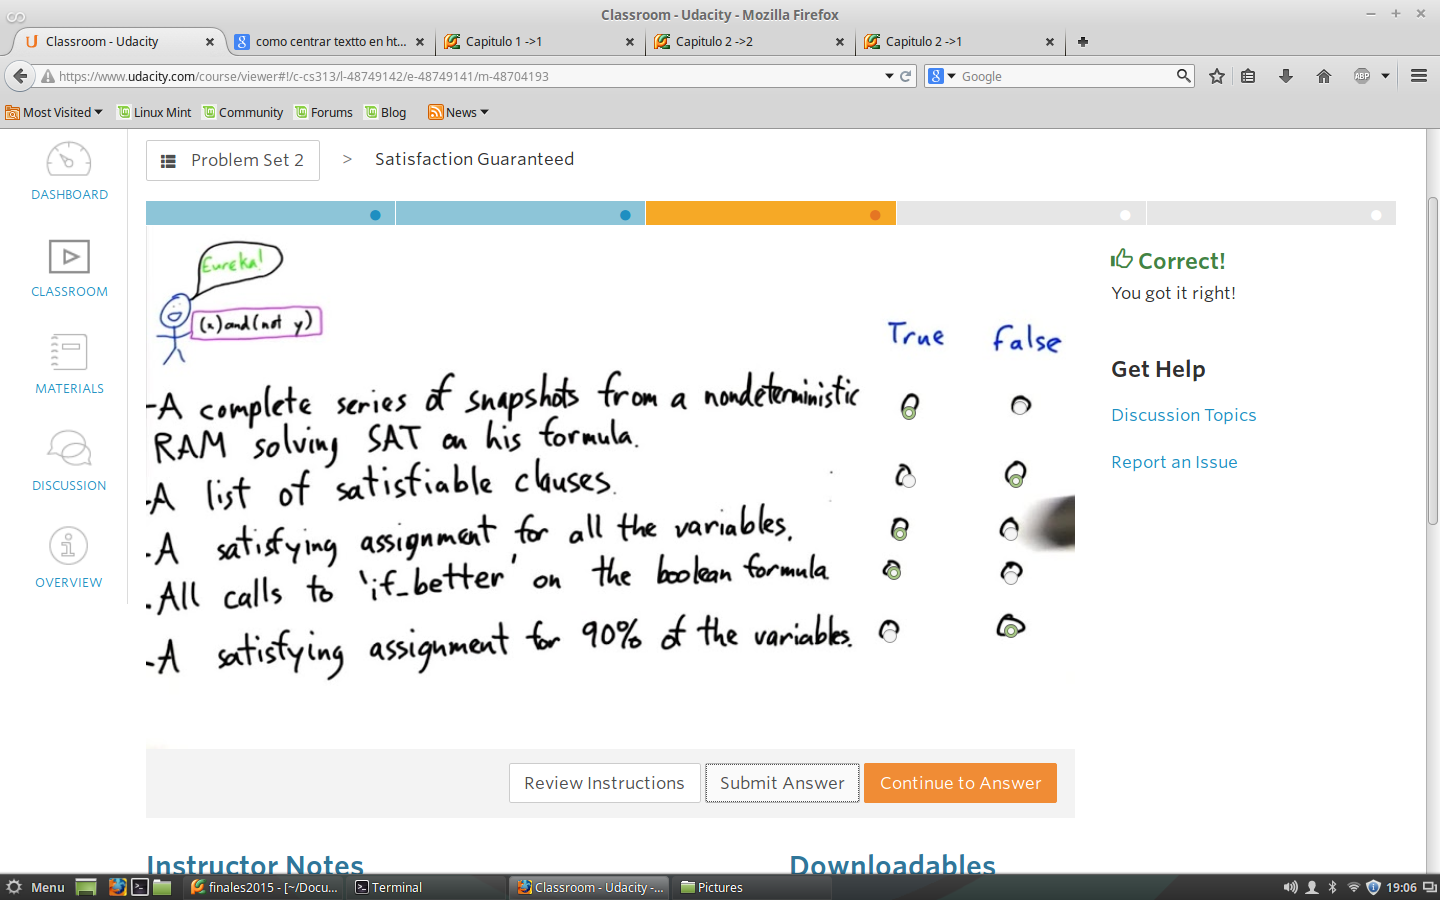 Classroom - Udacity - Mozilla Firefox
Classroom - Udacity
como centrar textto en ht...
Capitulo 1 ->1
Capitulo 2 ->2
Capitulo 2 ->1
https://www.udacity.com/course/viewer#!/c-cs313/l-48749142/e-48749141/m-48704193
Google
ABP
Most Visited
Linux Mint
Community
Forums
Blog
News
DASHBOARD
CLASSROOM
MATERIALS
DISCUSSION
OVERVIEW
Problem Set 2 > Satisfaction Guaranteed
Eureka!
(x) and (not y)
True False
- A complete series of snapshots from a nondeterministic
RAM solving SAT on his formula.
- A list of satisfiable clauses.
- A satisfying assignment for all the variables.
- All calls to 'if_better' on the boolean formula
- A satisfying assignment for 90% of the variables.
Correct!
You got it right!
Get Help
Discussion Topics
Report an Issue
Review Instructions
Submit Answer
Continue to Answer
Instructor Notes
Downloadables
Menu
finales2015 - [~/Docu...
Terminal
Classroom - Udacity -...
Pictures
19:06